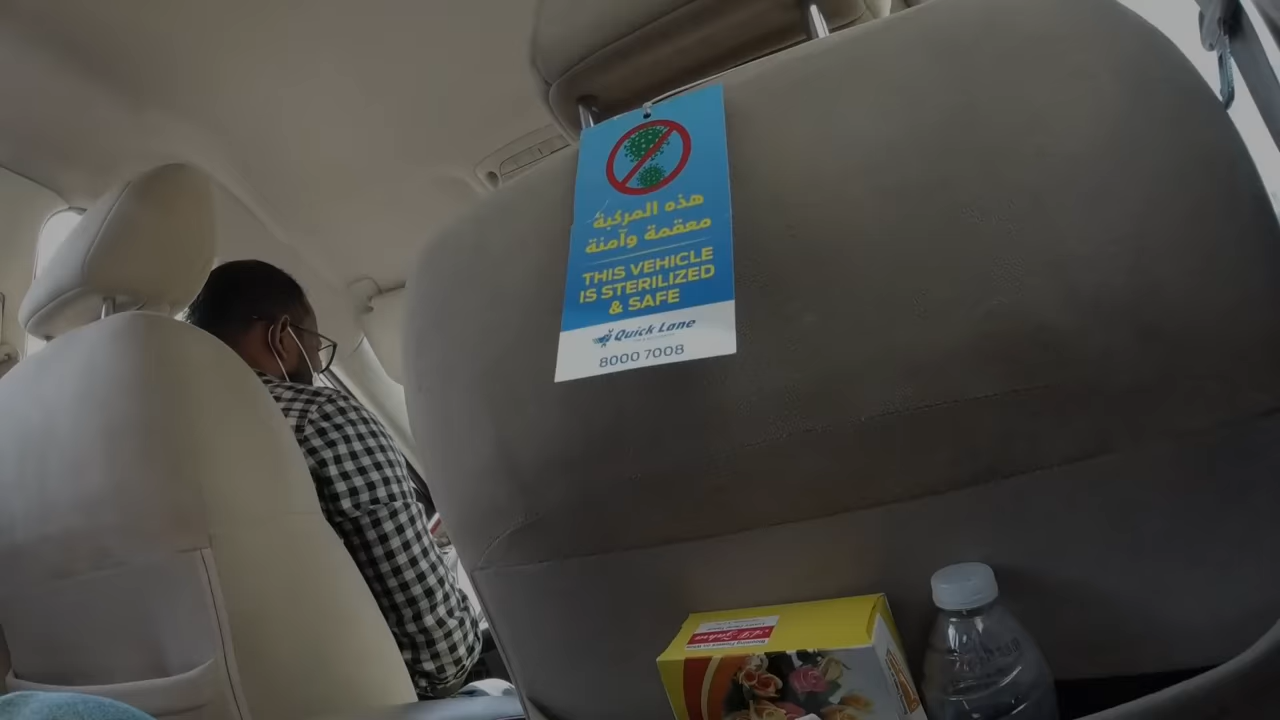 هذه المركبة
معقمة وآمنة
THIS VEHICLE
IS STERILIZED
& SAFE
Quick Lane
8000 7008